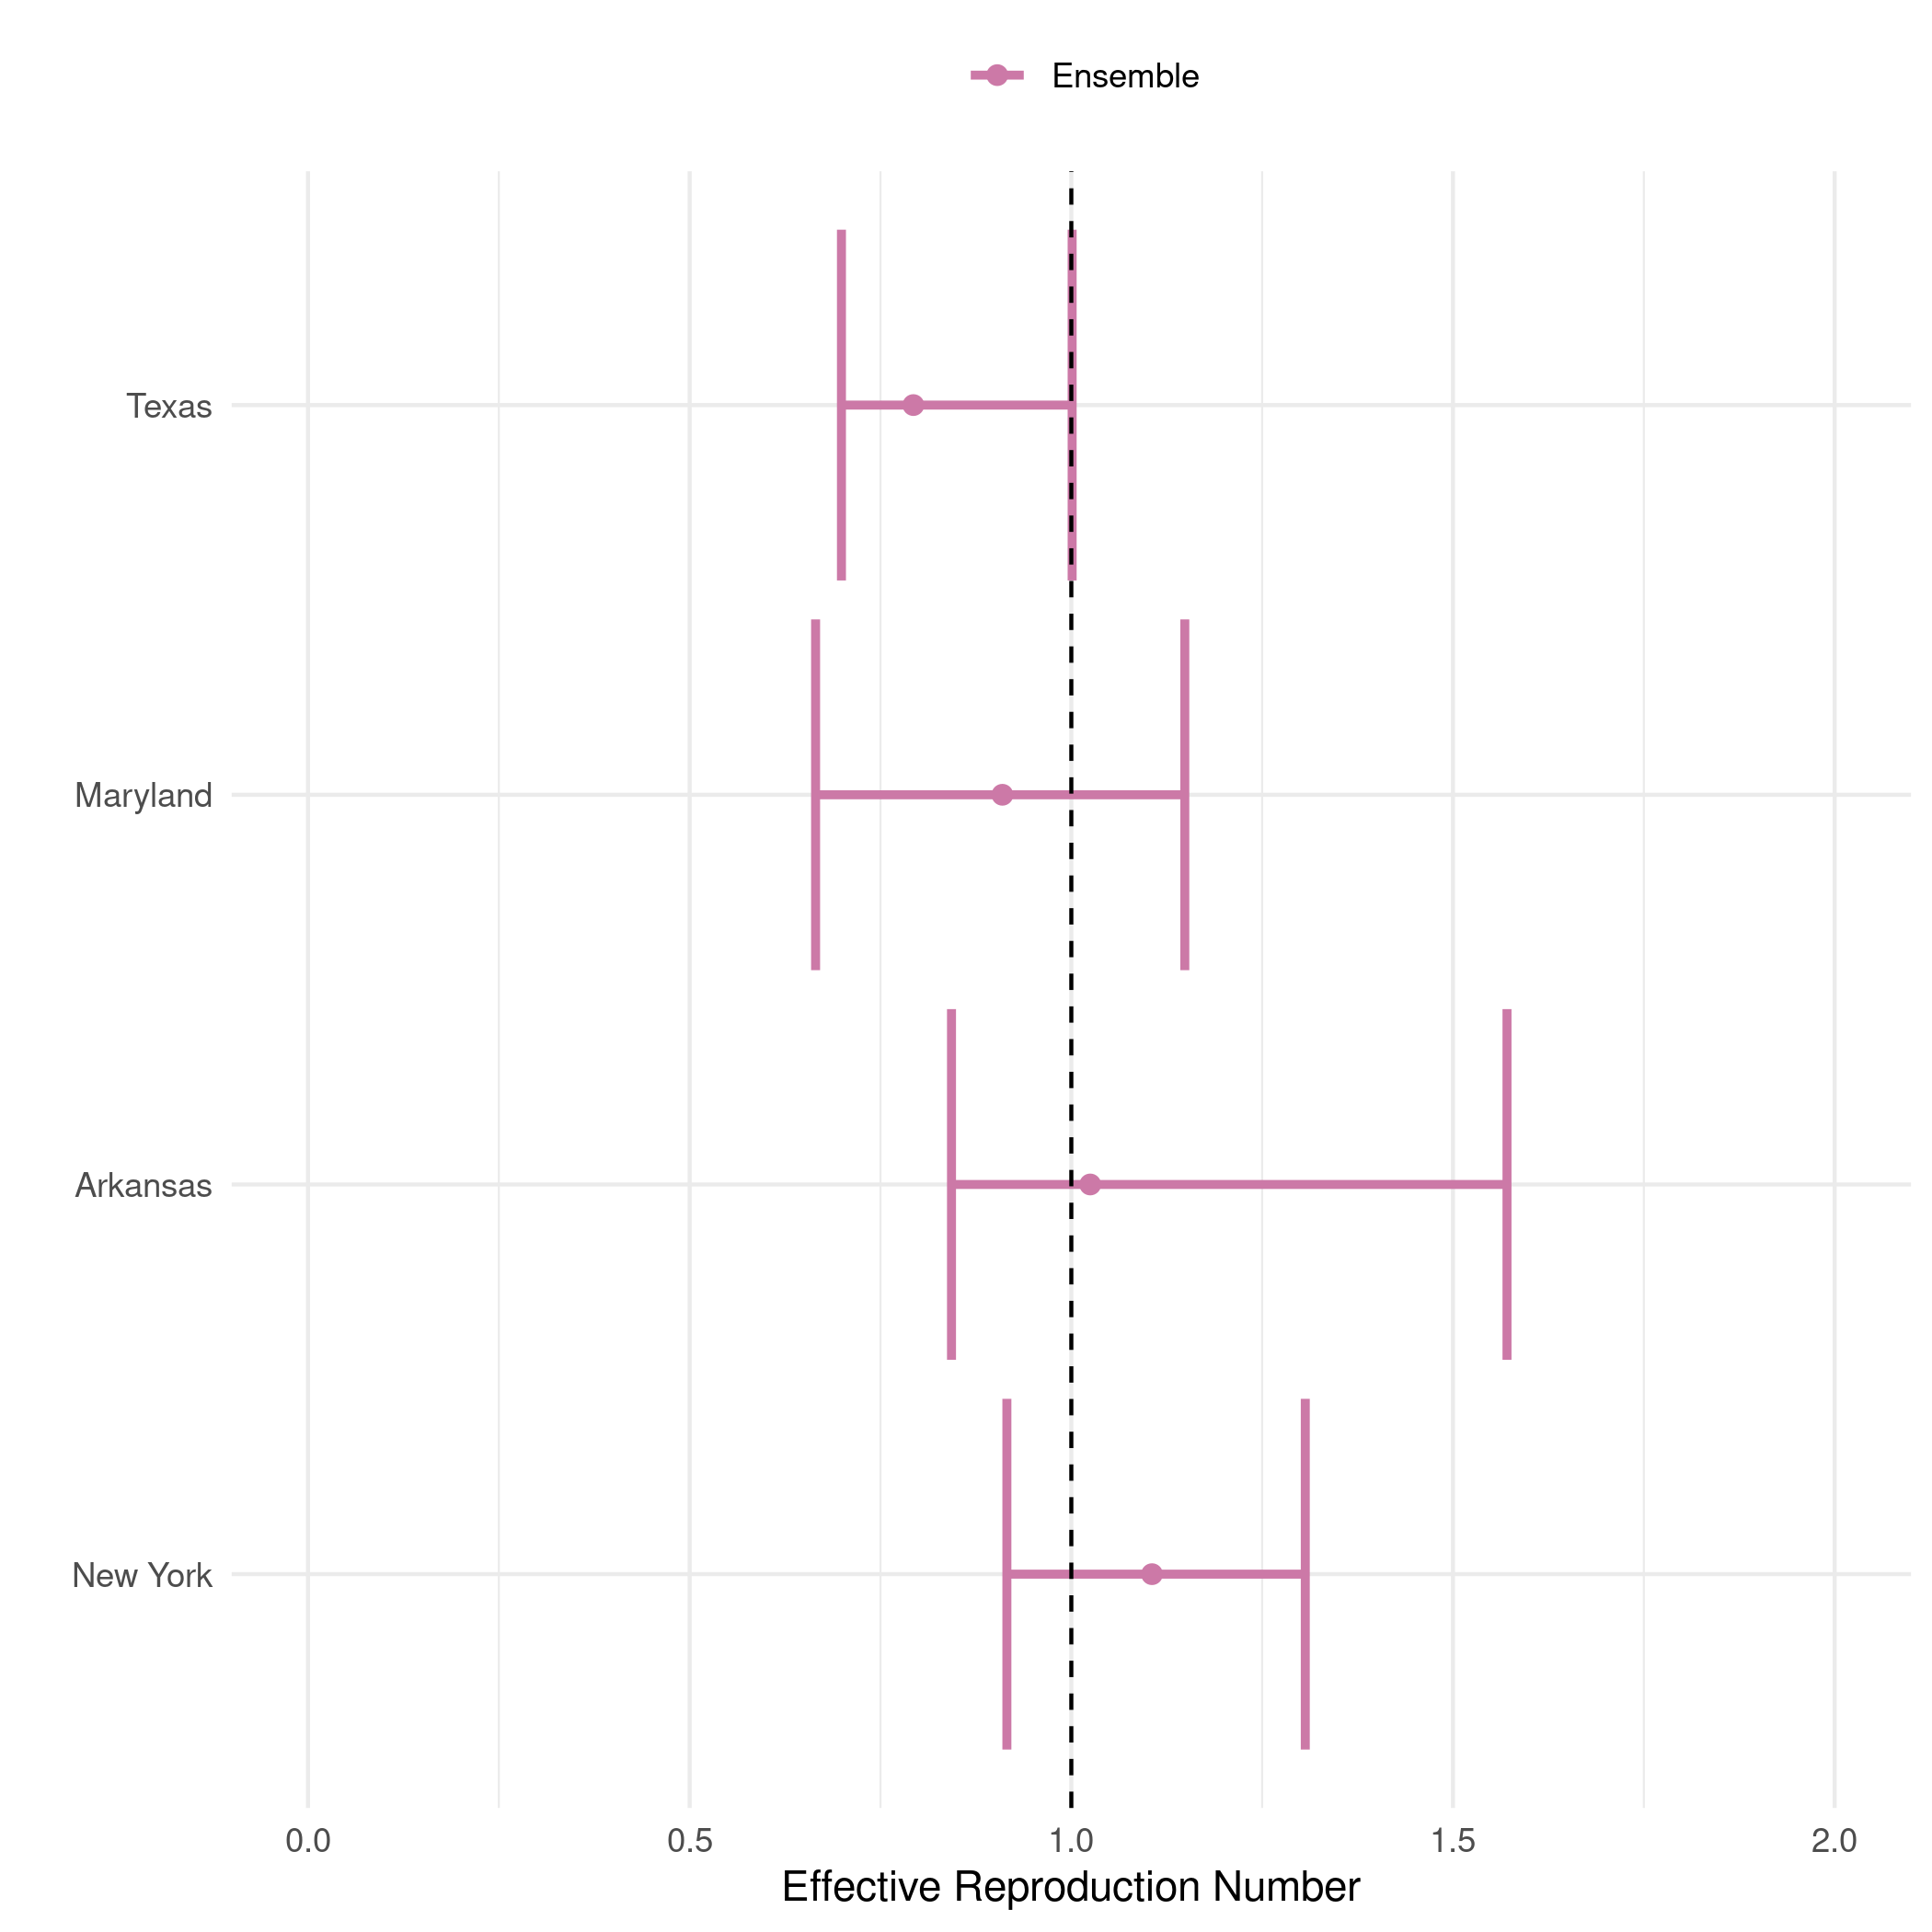 Ensemble
Texas
Maryland
Arkansas
New York
0.0 0.5 1.0 1.5 2.0
Effective Reproduction Number